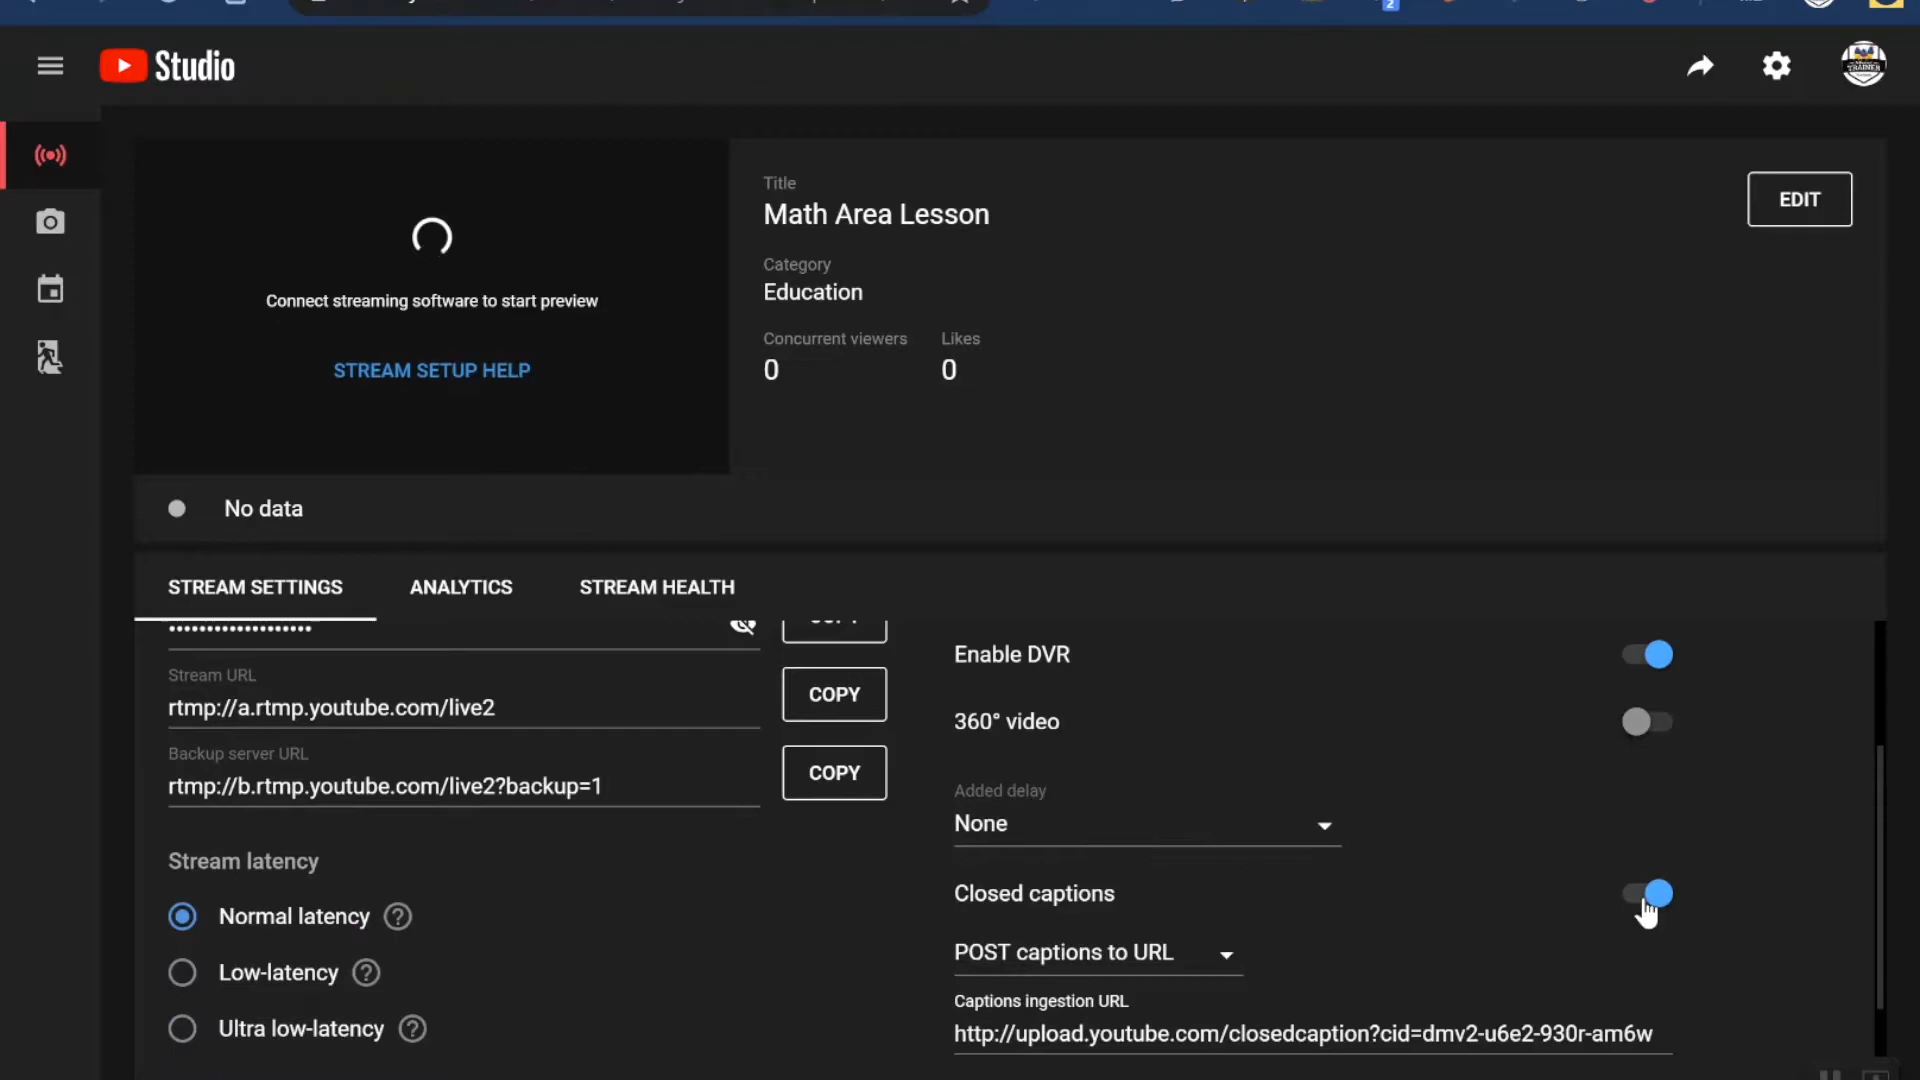 2
Studio
TRAINER
Title
Math Area Lesson
EDIT
Category
Education
Concurrent viewers
Likes
0
0
Connect streaming software to start preview
STREAM SETUP HELP
No data
STREAM SETTINGS
ANALYTICS
STREAM HEALTH
•••••••••••••••••••
Stream URL
rtmp://a.rtmp.youtube.com/live2
COPY
Backup server URL
rtmp://b.rtmp.youtube.com/live2?backup=1
COPY
Stream latency
Normal latency ?
Low-latency ?
Ultra low-latency ?
Enable DVR
360° video
Added delay
None
Closed captions
POST captions to URL
Captions ingestion URL
http://upload.youtube.com/closedcaption?cid=dmv2-u6e2-930r-am6w